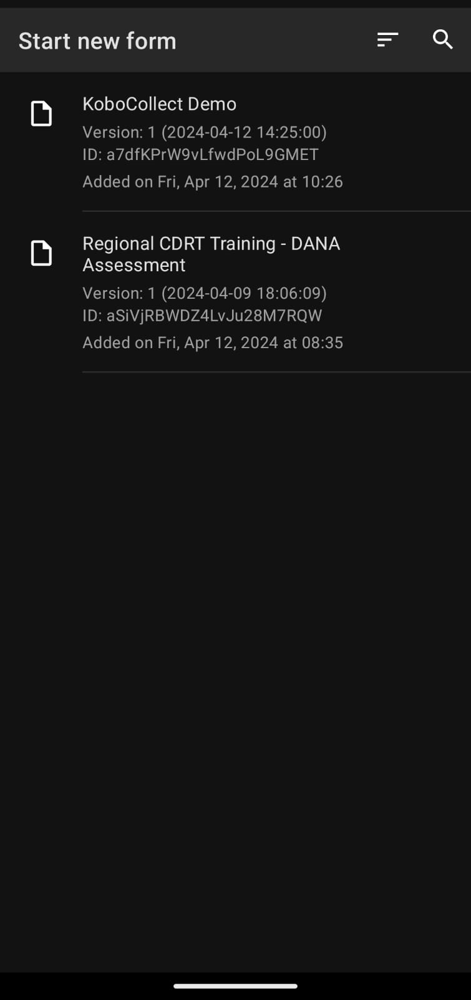 Start new form
KoboCollect Demo
Version: 1 (2024-04-12 14:25:00)
ID: a7dfKPrW9vLfwdPoL9GMET
Added on Fri, Apr 12, 2024 at 10:26
Regional CDRT Training - DANA
Assessment
Version: 1 (2024-04-09 18:06:09)
ID: aSiVjRBWDZ4LvJu28M7RQW
Added on Fri, Apr 12, 2024 at 08:35